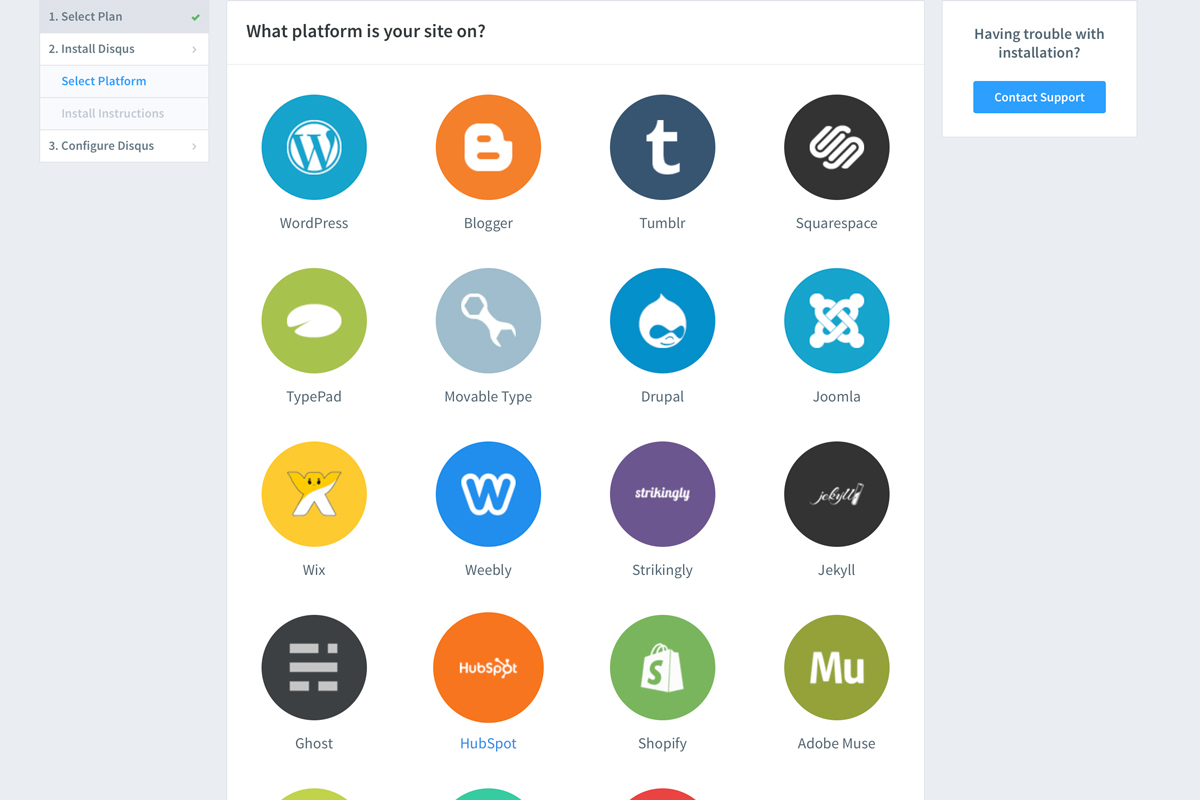 1. Select Plan
2. Install Disqus
Select Platform
Install Instructions
3. Configure Disqus
What platform is your site on?
Having trouble with
installation?
Contact Support
WordPress
Blogger
Tumblr
Squarespace
TypePad
Movable Type
Drupal
Joomla
strikingly
jekyll
Wix
Weebly
Strikingly
Jekyll
HubSpot
Mu
Ghost
HubSpot
Shopify
Adobe Muse